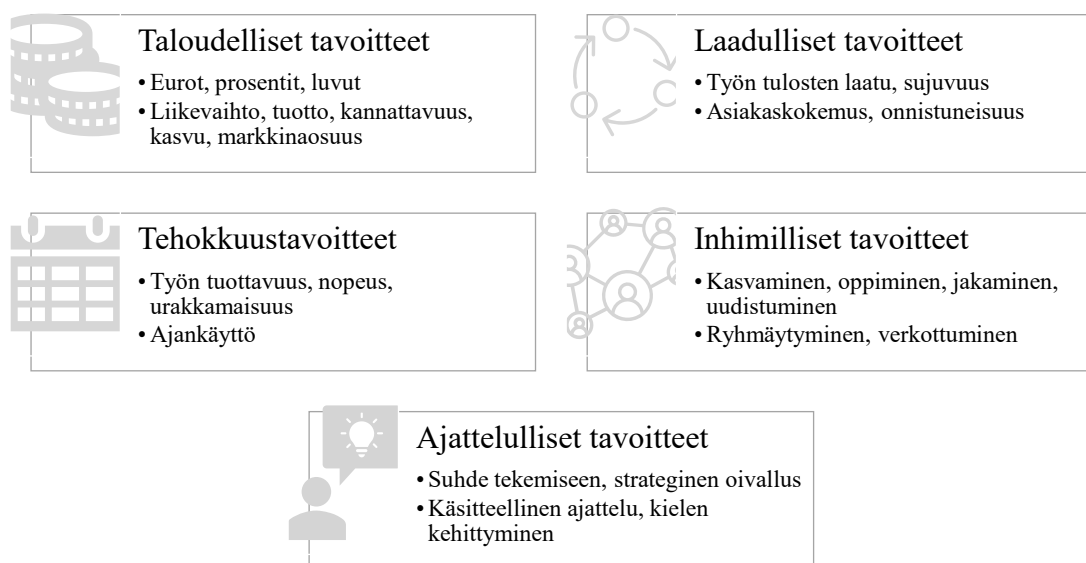 Taloudelliset tavoitteet
• Eurot, prosentit, luvut
• Liikevaihto, tuotto, kannattavuus,
kasvu, markkinaosuus
Laadulliset tavoitteet
• Työn tulosten laatu, sujuvuus
• Asiakaskokemus, onnistuneisuus
Tehokkuustavoitteet
• Työn tuottavuus, nopeus,
urakkamaisuus
• Ajankäyttö
Inhimilliset tavoitteet
• Kasvaminen, oppiminen, jakaminen,
uudistuminen
• Ryhmäytyminen, verkottuminen
Ajattelulliset tavoitteet
• Suhde tekemiseen, strateginen oivallus
• Käsitteellinen ajattelu, kielen
kehittyminen